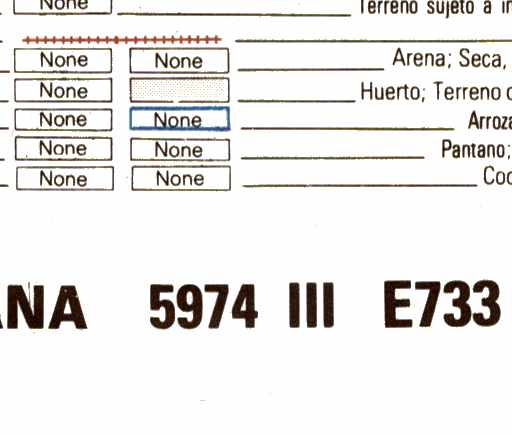 None Terreno sujeto a in
None None Arena; Seca,
None Huerto; Terreno
None None Arroza
None None Pantano;
None None Coc
NA 5974 III E733